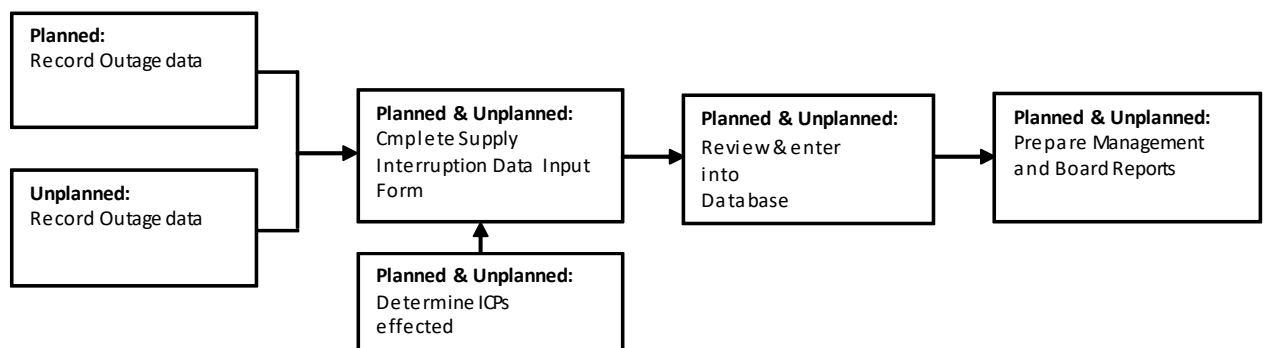 Planned:
Record Outage data
Unplanned:
Record Outage data
Planned & Unplanned:
Cmplete Supply
Interruption Data Input
Form
Planned & Unplanned:
Determine ICPs
effected
Planned & Unplanned:
Review & enter
into
Database
Planned & Unplanned:
Prepare Management
and Board Reports